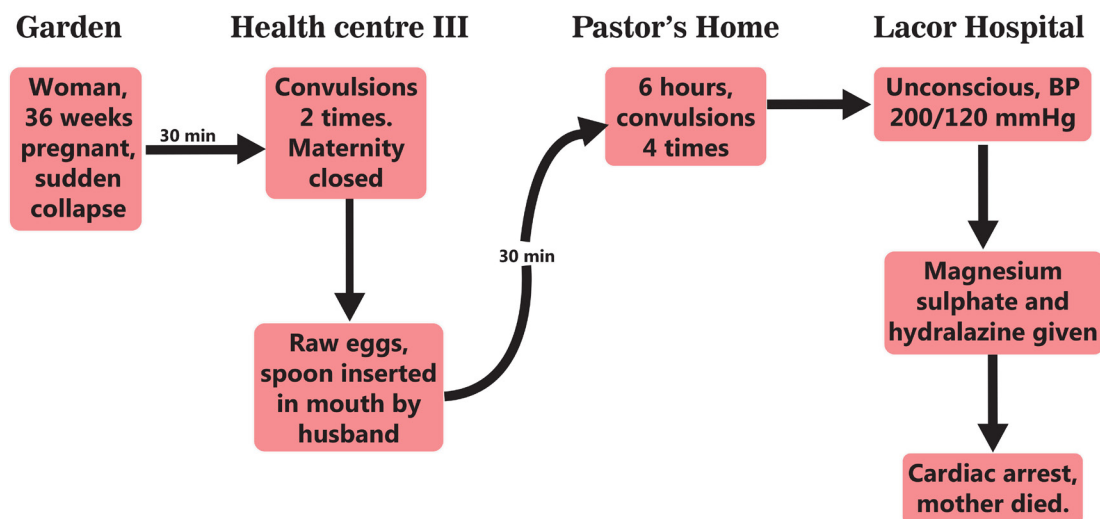 Garden
Woman,
36 weeks
pregnant,
sudden
collapse
30 min
Health centre III
Convulsions
2 times.
Maternity
closed
Raw eggs,
spoon inserted
in mouth by
husband
30 min
Pastor's Home
6 hours,
convulsions
4 times
Lacor Hospital
Unconscious, BP
200/120 mmHg
Magnesium
sulphate and
hydralazine given
Cardiac arrest,
mother died.